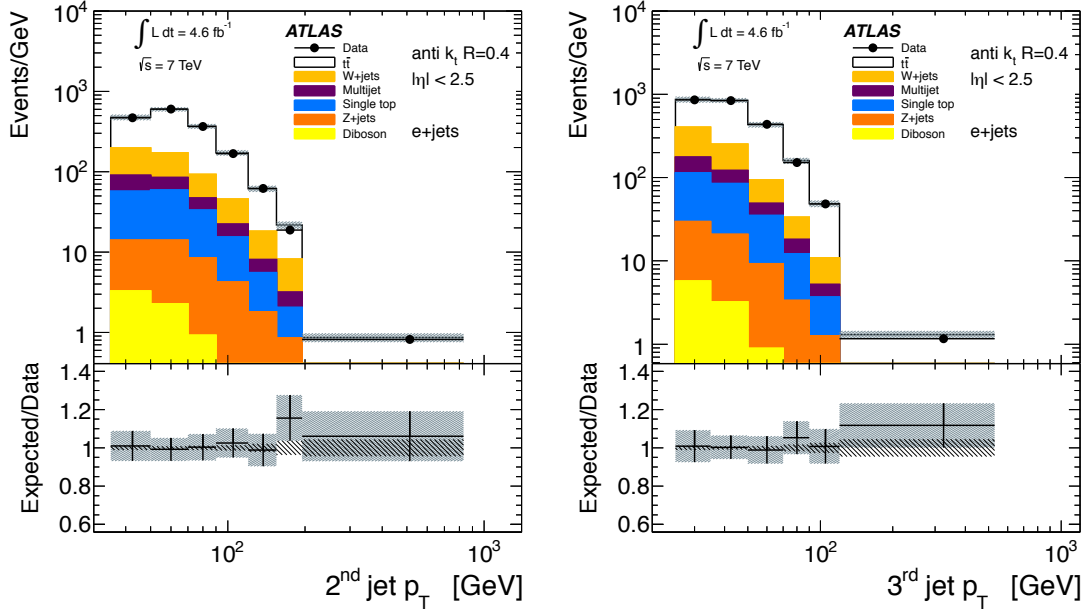 10⁴
10³
10²
10
1
Events/GeV
∫ L dt = 4.6 fb⁻¹
√s = 7 TeV
ATLAS
Data
tt̄
W+jets
Multijet
Single top
Z+jets
Diboson
anti kₜ R=0.4
|η| < 2.5
e+jets
1.4
1.2
1.0
0.8
0.6
Expected/Data
10² 10³
2ⁿᵈ jet p_T [GeV]
10⁴
10³
10²
10
1
Events/GeV
∫ L dt = 4.6 fb⁻¹
√s = 7 TeV
ATLAS
Data
tt̄
W+jets
Multijet
Single top
Z+jets
Diboson
anti kₜ R=0.4
|η| < 2.5
e+jets
1.4
1.2
1.0
0.8
0.6
Expected/Data
10² 10³
3ʳᵈ jet p_T [GeV]